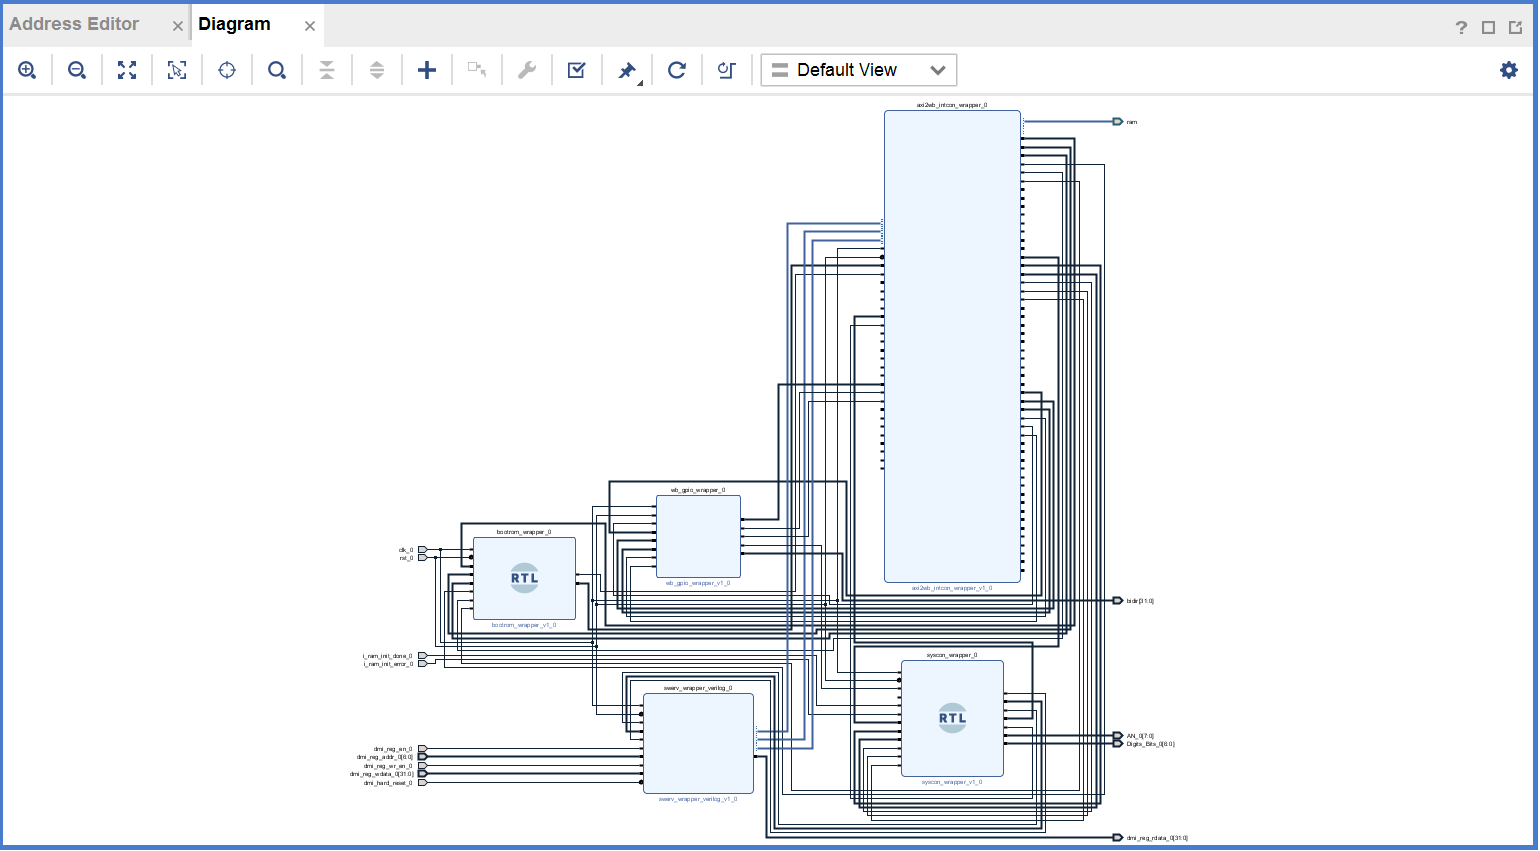 Address Editor
Diagram
Default View
axi2wb_intcon_wrapper_0
ram
wb_gpio_wrapper_0
bootrom_wrapper_0
clk_0
rst_0
RTL
wb_gpio_wrapper_v1_0
axi2wb_intcon_wrapper_v1_0
bidir[31:0]
bootrom_wrapper_v1_0
i_ram_init_done_0
i_ram_init_error_0
syscon_wrapper_0
swerv_wrapper_verilog_0
RTL
AN_0[7:0]
Digits_Bits_0[6:0]
dmi_reg_en_0
dmi_reg_addr_0[6:0]
dmi_reg_wr_en_0
dmi_reg_wdata_0[31:0]
dmi_hard_reset_0
syscon_wrapper_v1_0
swerv_wrapper_verilog_v1_0
dmi_reg_rdata_0[31:0]